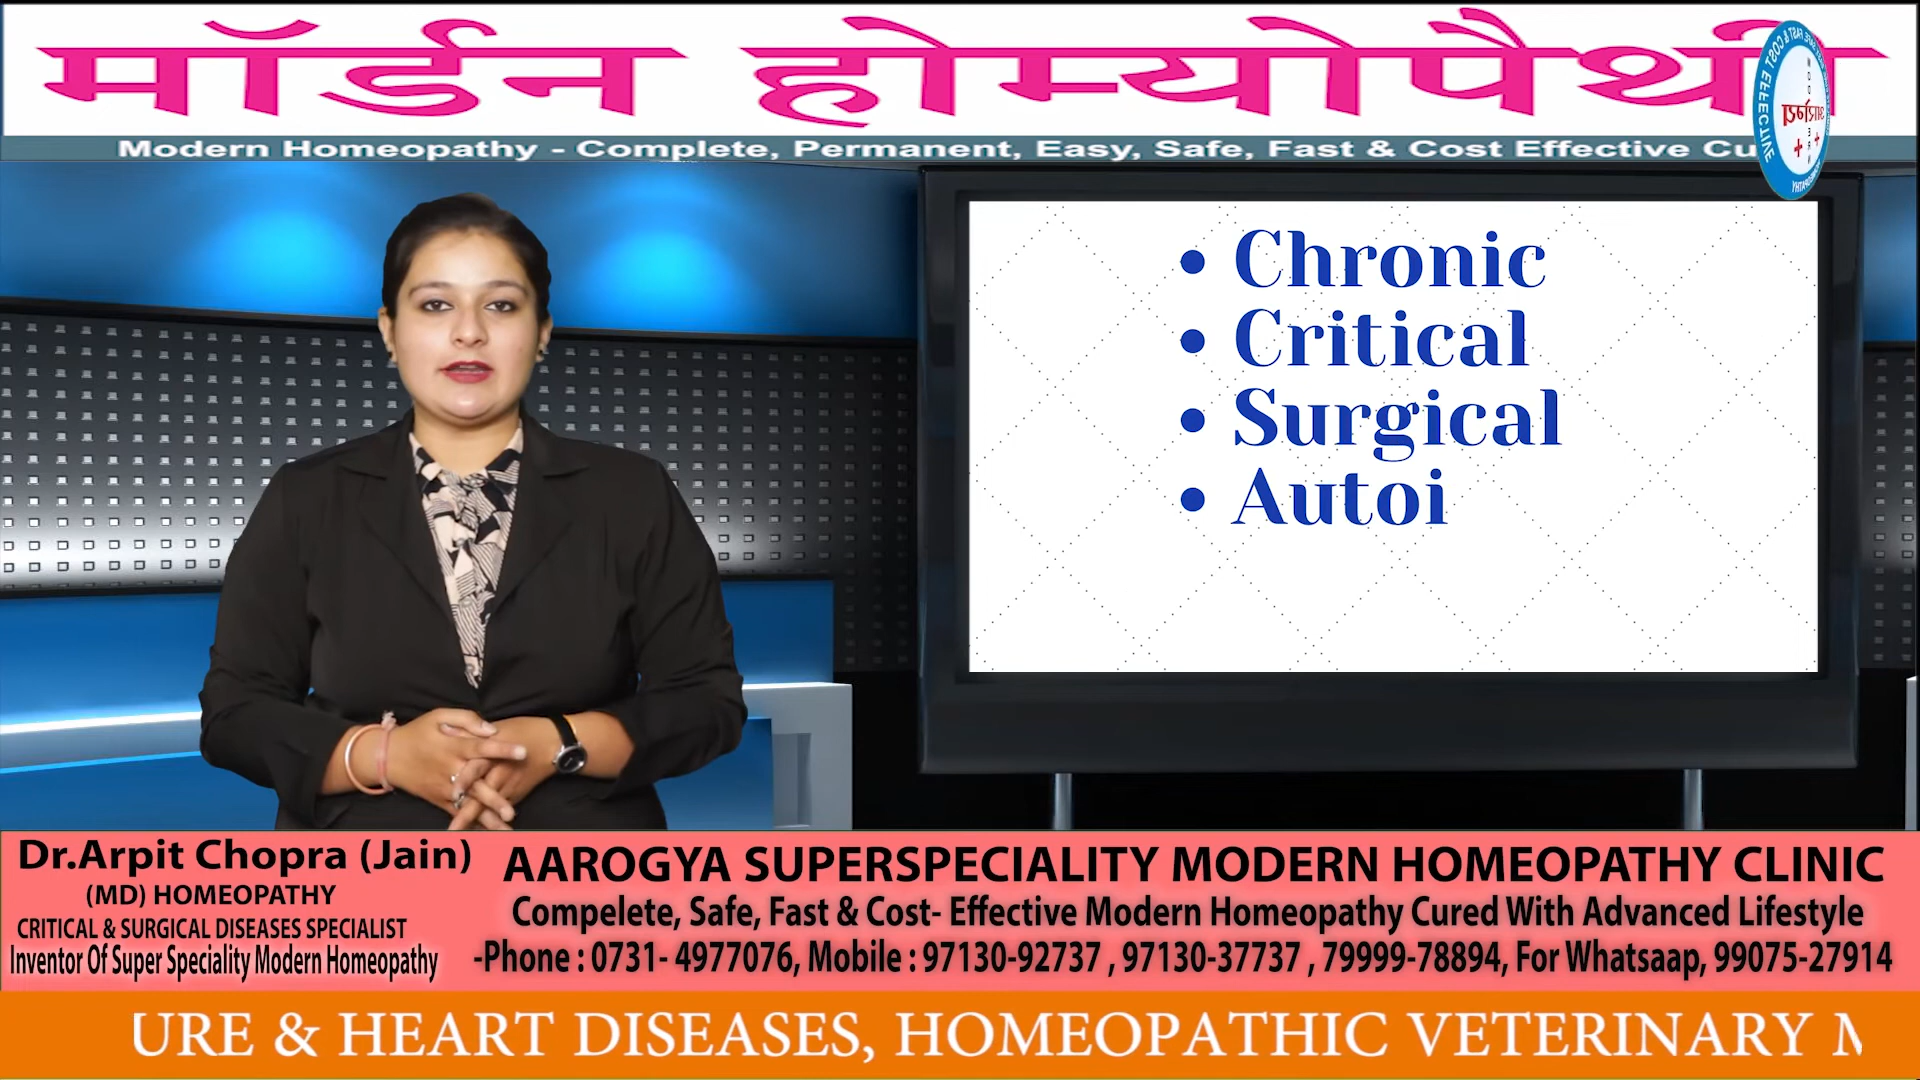 मॉर्डन होम्योपैथी
Modern Homeopathy - Complete, Permanent, Easy, Safe, Fast & Cost Effective Cu
• Chronic
• Critical
• Surgical
• Autoi
Dr.Arpit Chopra (Jain)
(MD) HOMEOPATHY
CRITICAL & SURGICAL DISEASES SPECIALIST
Inventor Of Super Speciality Modern Homeopathy
AAROGYA SUPERSPECIALITY MODERN HOMEOPATHY CLINIC
Compelete, Safe, Fast & Cost- Effective Modern Homeopathy Cured With Advanced Lifestyle
-Phone : 0731- 4977076, Mobile : 97130-92737 , 97130-37737 , 79999-78894, For Whatsaap, 99075-27914
URE & HEART DISEASES, HOMEOPATHIC VETERINARY M